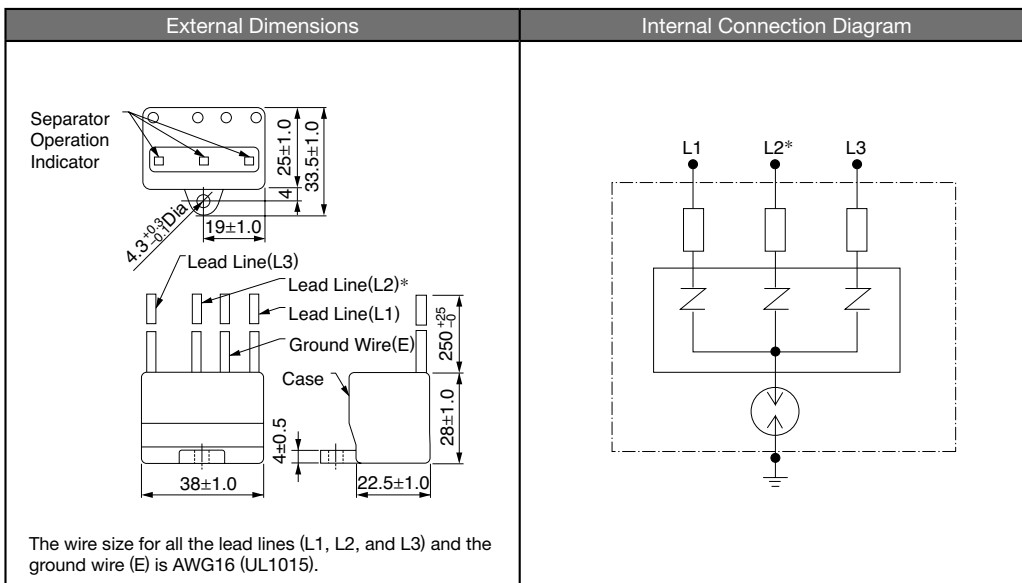 External Dimensions
Internal Connection Diagram
Separator
Operation
Indicator
25±1.0
33.5±1.0
4
4.3+0.3-0.1Dia
19±1.0
Lead Line(L3)
Lead Line(L2)*
Lead Line(L1)
Ground Wire(E)
Case
250+25-0
28±1.0
4±0.5
38±1.0
22.5±1.0
The wire size for all the lead lines (L1, L2, and L3) and the
ground wire (E) is AWG16 (UL1015).
L1
L2*
L3